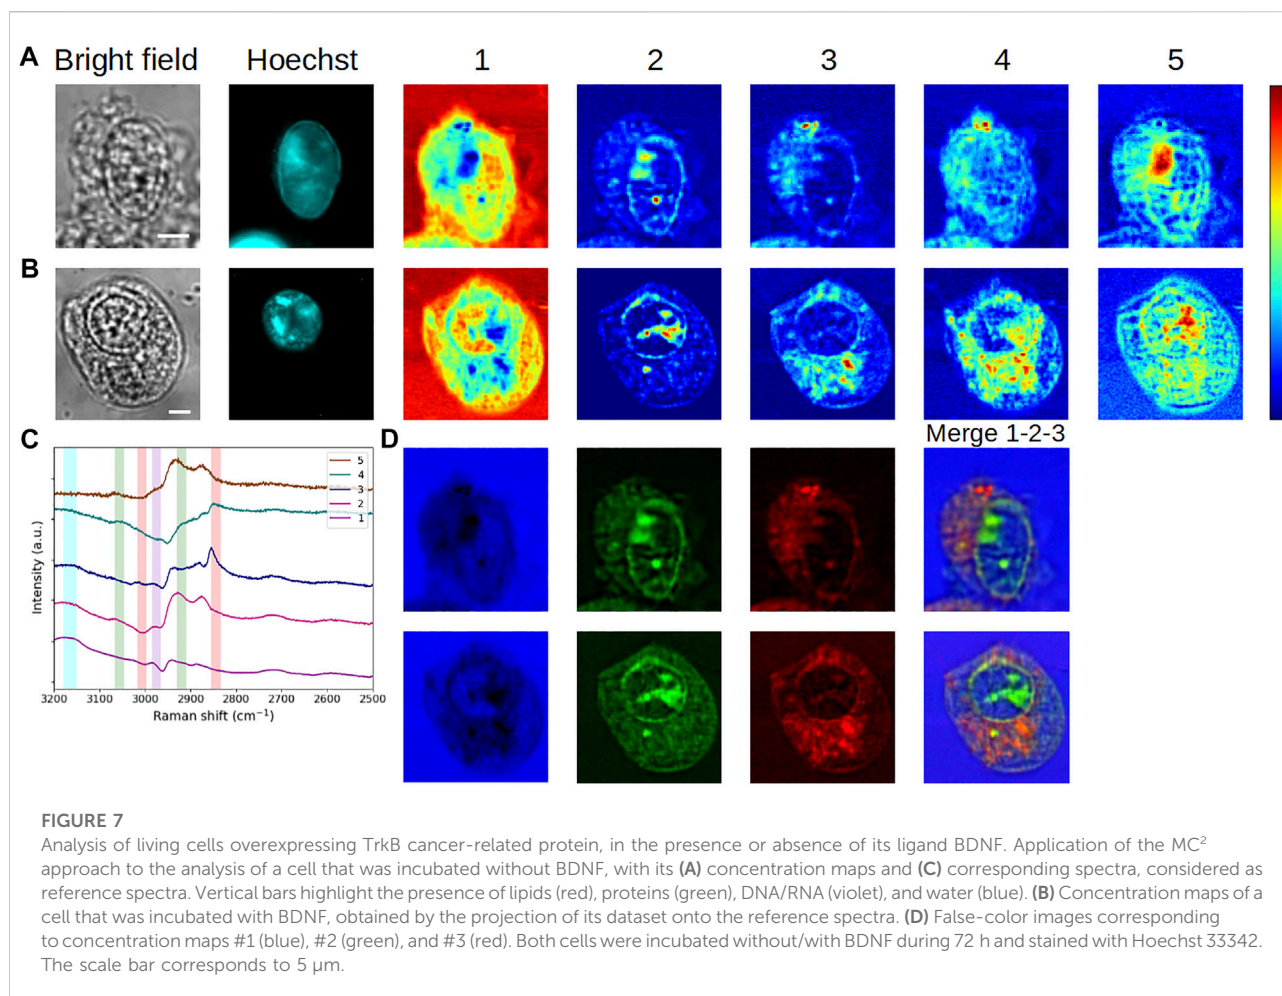 A Bright field Hoechst 1 2 3 4 5
B
C D Merge 1-2-3
5
4
3
2
1
Intensity (a.u.)
3200 3100 3000 2900 2800 2700 2600 2500
Raman shift (cm⁻¹)
FIGURE 7
Analysis of living cells overexpressing TrkB cancer-related protein, in the presence or absence of its ligand BDNF. Application of the MC²
approach to the analysis of a cell that was incubated without BDNF, with its (A) concentration maps and (C) corresponding spectra, considered as
reference spectra. Vertical bars highlight the presence of lipids (red), proteins (green), DNA/RNA (violet), and water (blue). (B) Concentration maps of a
cell that was incubated with BDNF, obtained by the projection of its dataset onto the reference spectra. (D) False-color images corresponding
to concentration maps #1 (blue), #2 (green), and #3 (red). Both cells were incubated without/with BDNF during 72 h and stained with Hoechst 33342.
The scale bar corresponds to 5 μm.